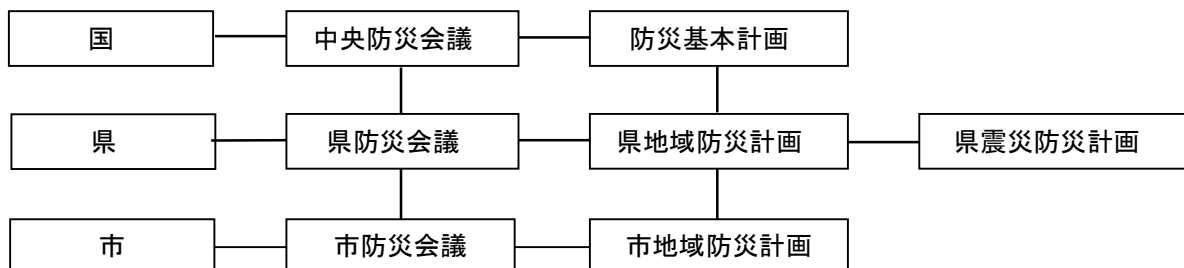 国 中央防災会議 防災基本計画
県 県防災会議 県地域防災計画 県震災防災計画
市 市防災会議 市地域防災計画